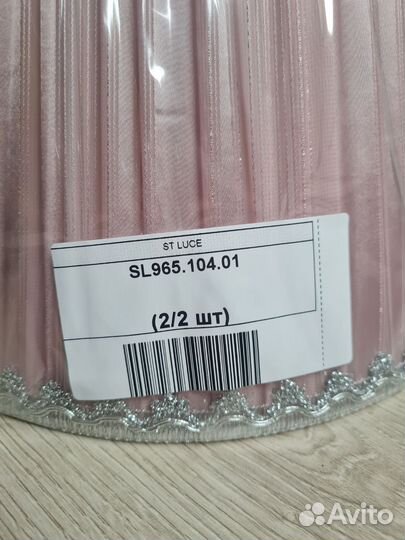 ST LUCE
SL965.104.01
(2/2 шт)
Avito